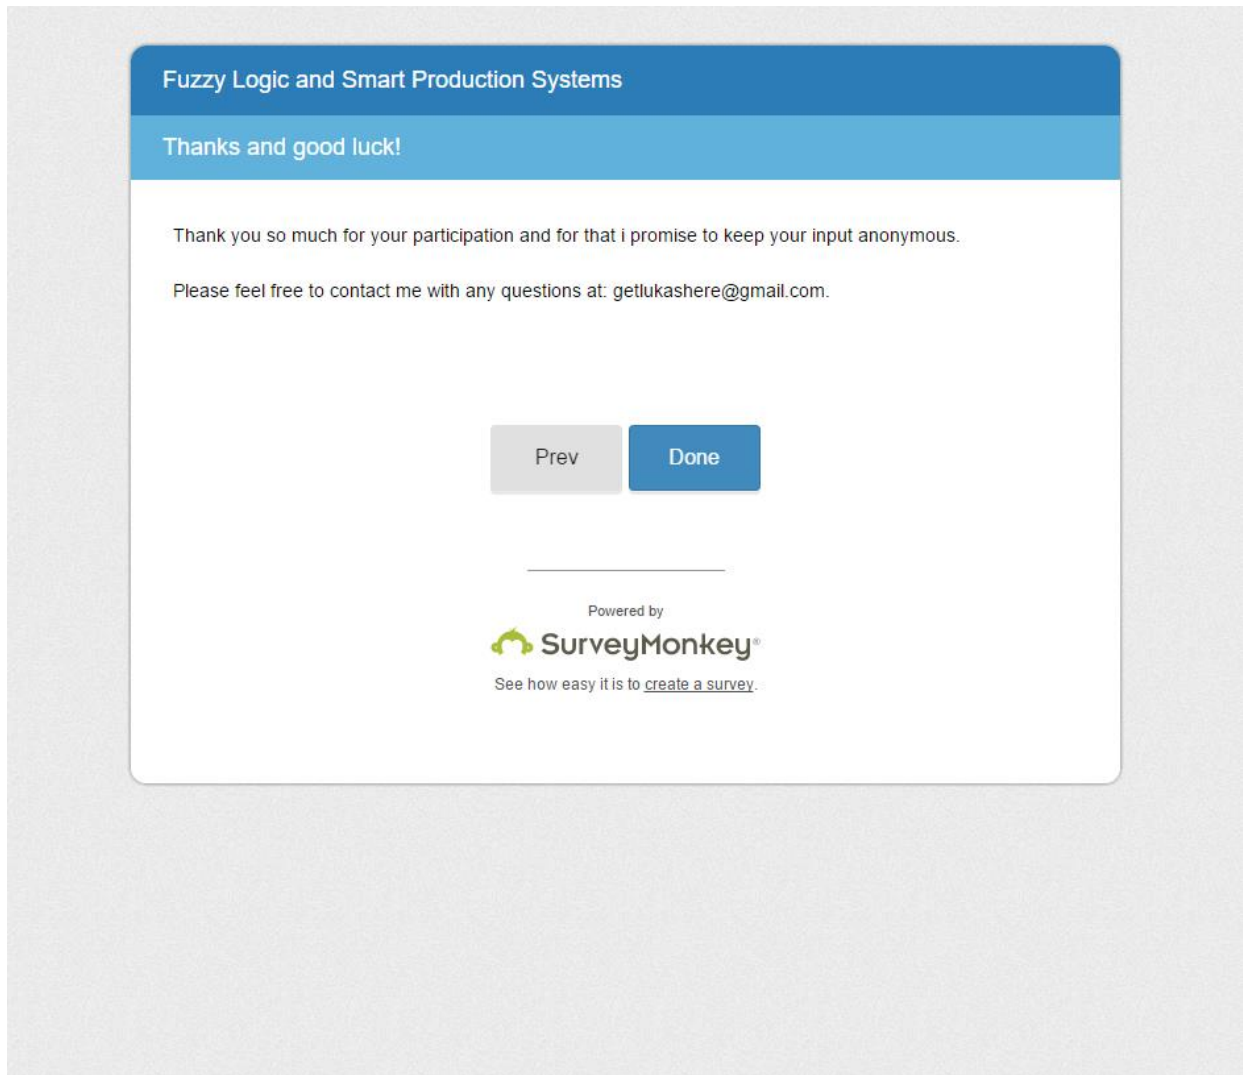 Fuzzy Logic and Smart Production Systems
Thanks and good luck!
Thank you so much for your participation and for that i promise to keep your input anonymous.
Please feel free to contact me with any questions at: getlukashere@gmail.com.
Prev Done
Powered by
SurveyMonkey®
See how easy it is to create a survey.